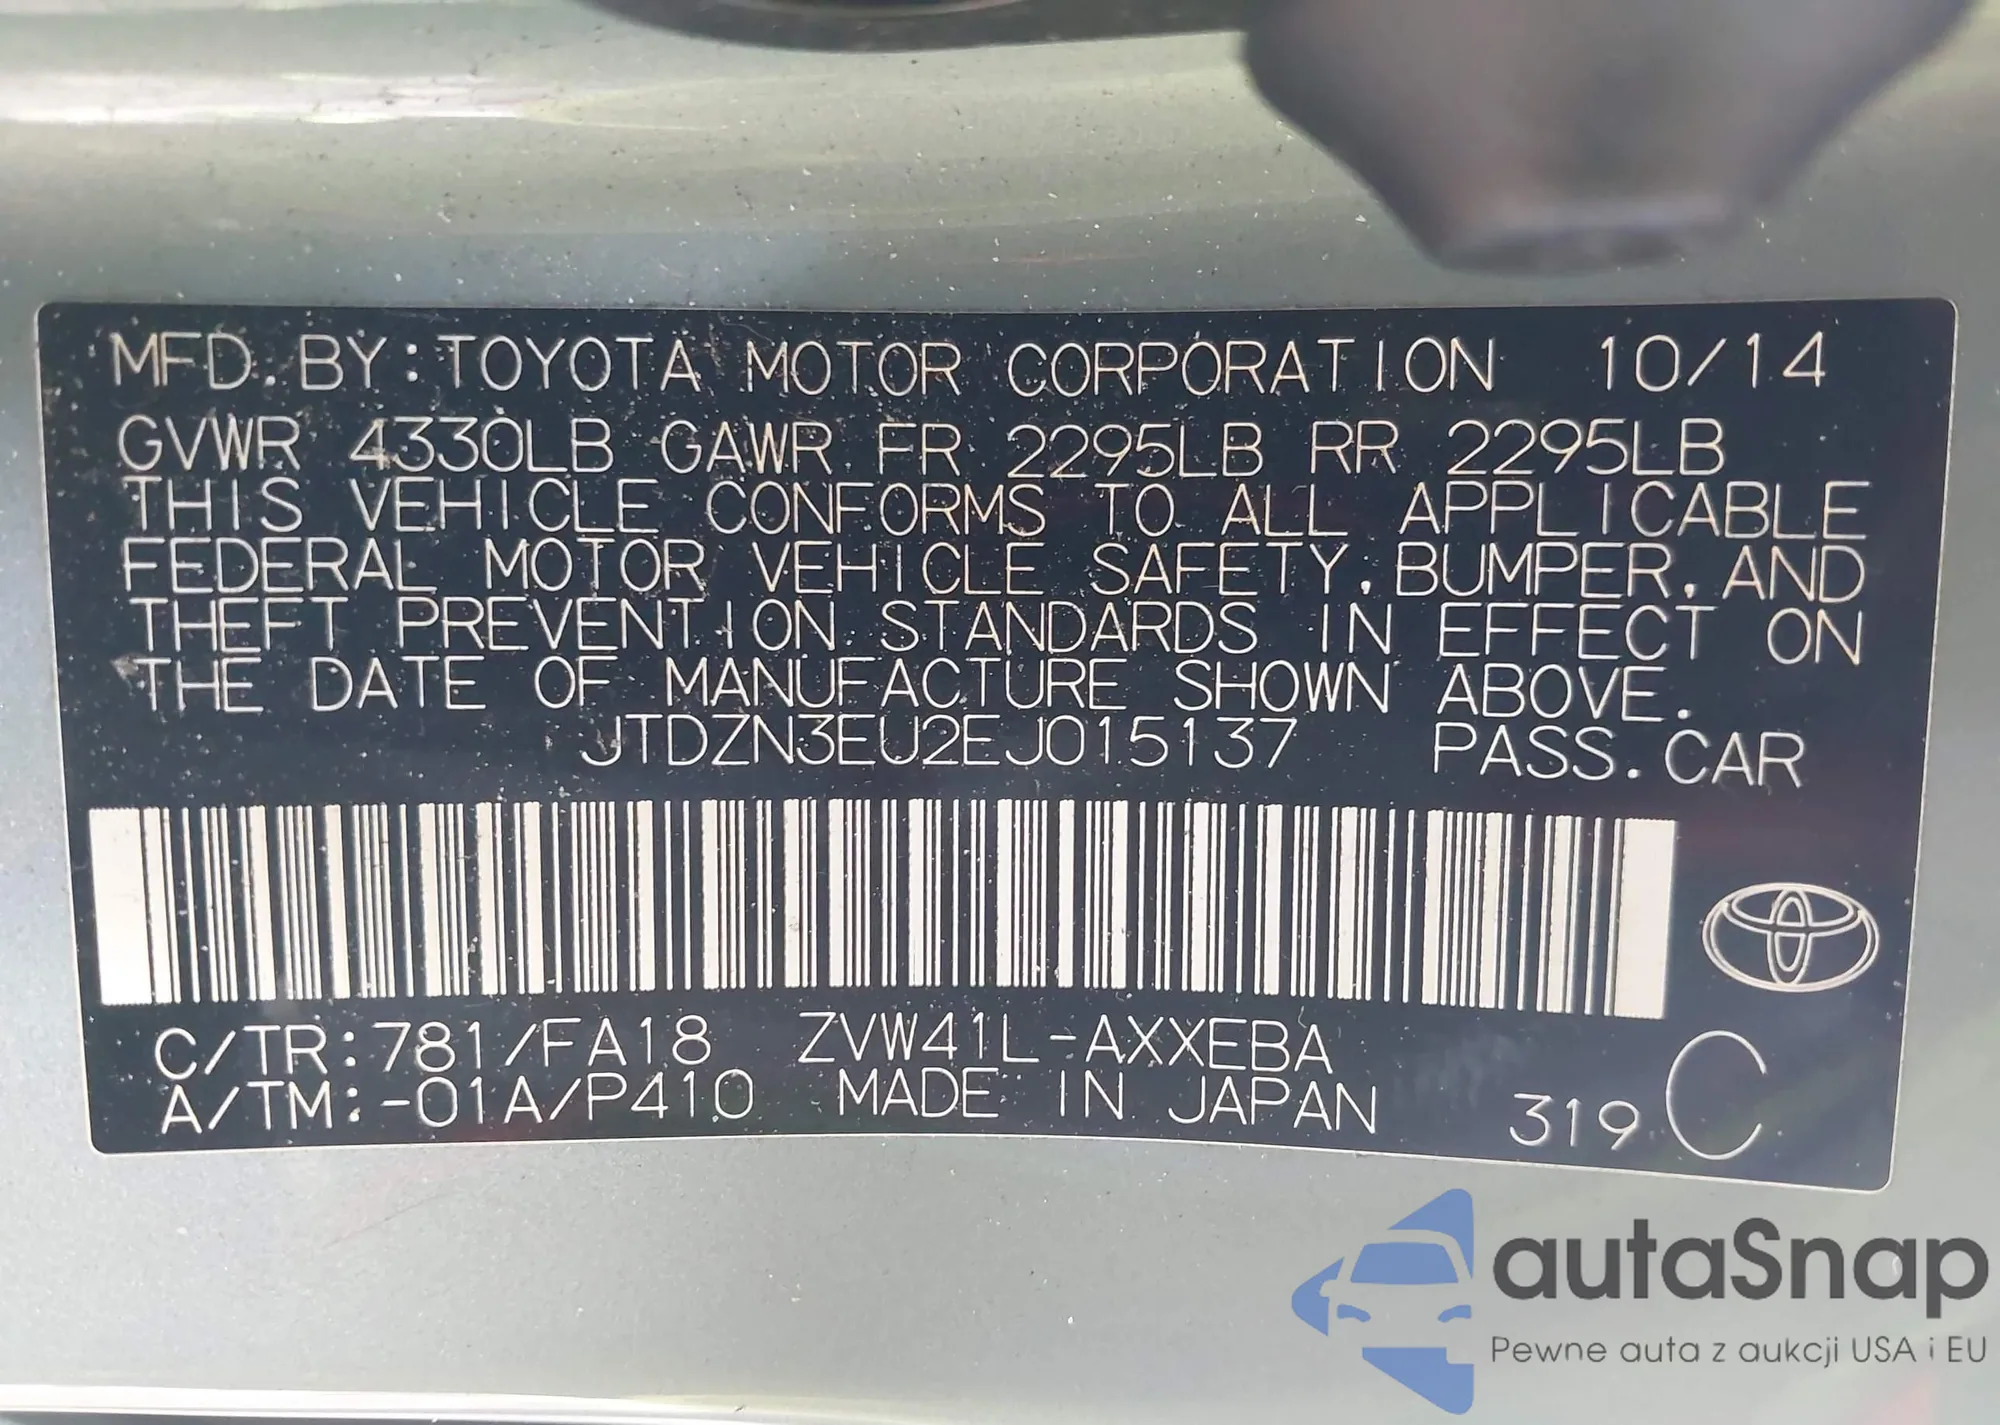 MFD. BY: TOYOTA MOTOR CORPORATION 10/14
GVWR 4330LB GAWR FR 2295LB RR 2295LB
THIS VEHICLE CONFORMS TO ALL APPLICABLE
FEDERAL MOTOR VEHICLE SAFETY, BUMPER, AND
THEFT PREVENTION STANDARDS IN EFFECT ON
THE DATE OF MANUFACTURE SHOWN ABOVE.
JTDZN3EU2EJ015137 PASS. CAR
C/TR: 781/FA18 ZVW41L-AXXEBA
A/TM: -01A/P410 MADE IN JAPAN 319 C
autaSnap
Pewne auta z aukcji USA i EU